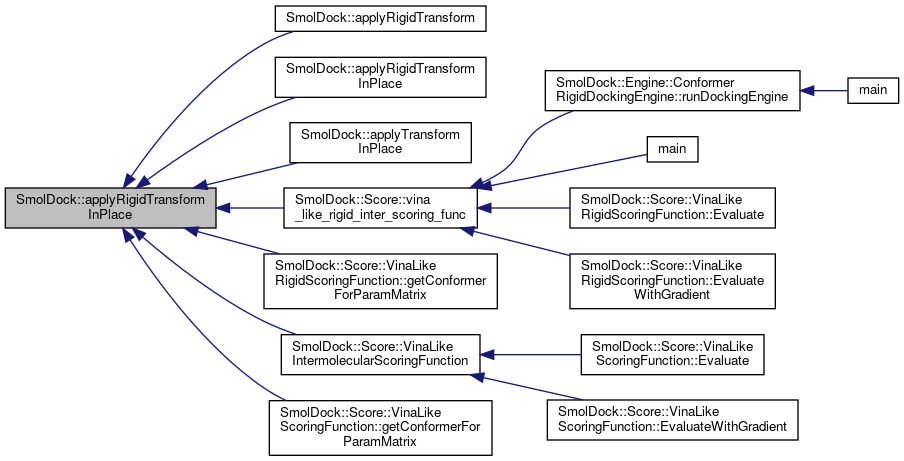 SmolDock::applyRigidTransform
InPlace
SmolDock::applyRigidTransform
SmolDock::applyRigidTransform
InPlace
SmolDock::applyTransform
InPlace
SmolDock::Score::vina
_like_rigid_inter_scoring_func
SmolDock::Engine::Conformer
RigidDockingEngine::runDockingEngine
main
main
SmolDock::Score::VinaLike
RigidScoringFunction::Evaluate
SmolDock::Score::VinaLike
RigidScoringFunction::Evaluate
WithGradient
SmolDock::Score::VinaLike
RigidScoringFunction::getConformer
ForParamMatrix
SmolDock::Score::VinaLike
IntermolecularScoringFunction
SmolDock::Score::VinaLike
ScoringFunction::Evaluate
SmolDock::Score::VinaLike
ScoringFunction::EvaluateWithGradient
SmolDock::Score::VinaLike
ScoringFunction::getConformerFor
ParamMatrix